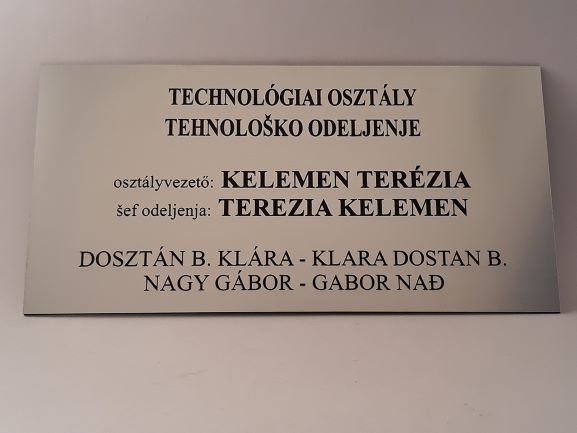 TECHNOLÓGIAI OSZTÁLY
TEHNOLOŠKO ODELJENJE
osztályvezető: KELEMEN TERÉZIA
šef odeljenja: TEREZIA KELEMEN
DOSZTÁN B. KLÁRA - KLARA DOSTAN B.
NAGY GÁBOR - GABOR NAĐ